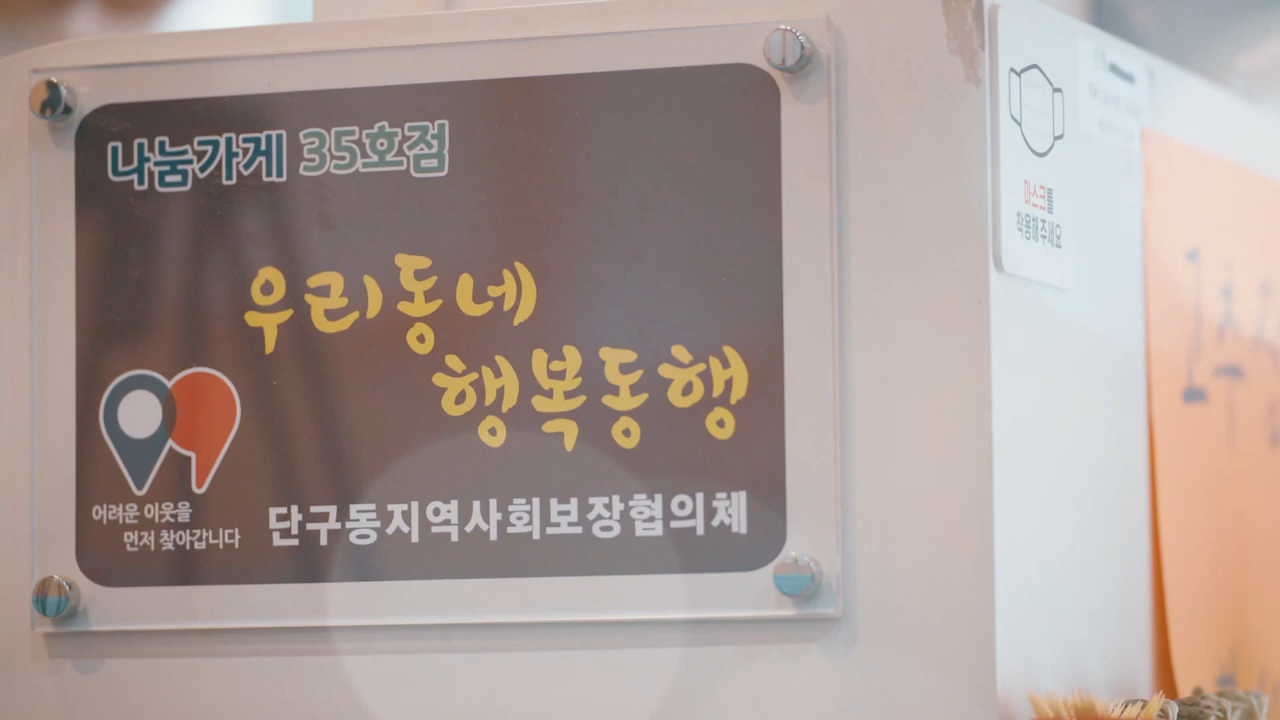 나눔가게 35호점
우리동네
행복동행
어려운 이웃을
먼저 찾아갑니다
단구동지역사회보장협의체
마스크를
착용해주세요